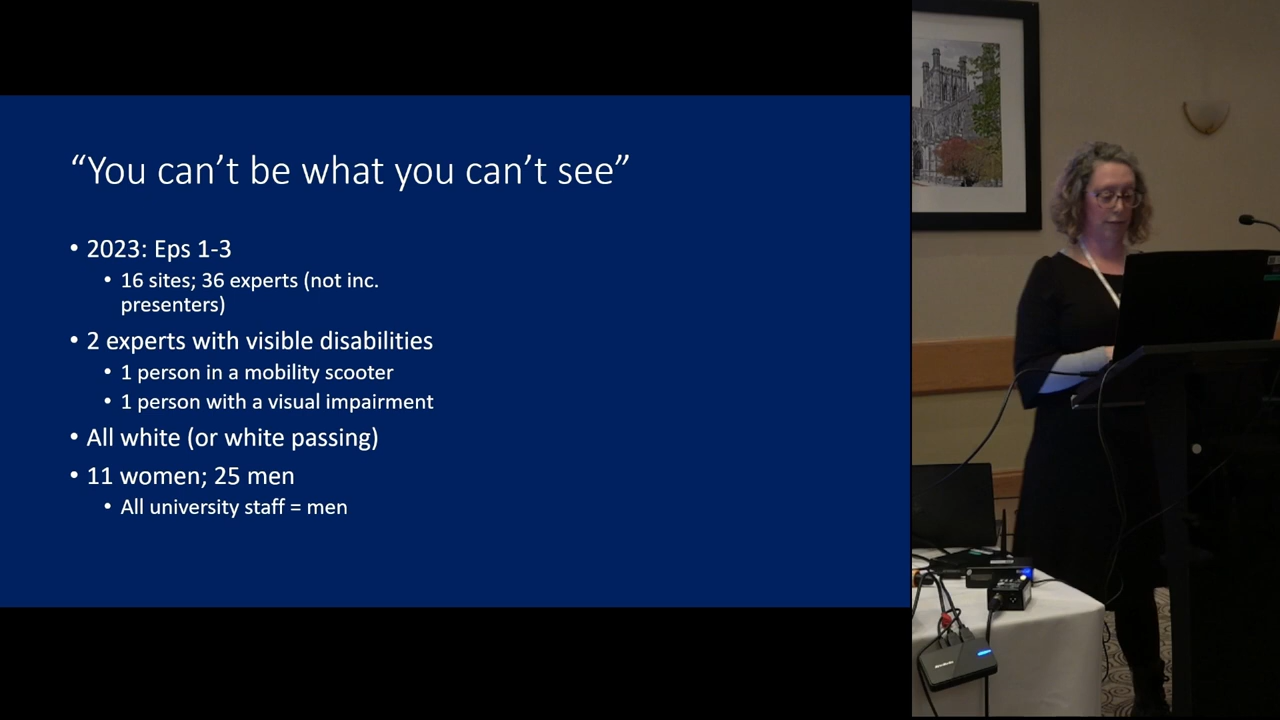 “You can’t be what you can’t see”
• 2023: Eps 1-3
• 16 sites; 36 experts (not inc.
presenters)
• 2 experts with visible disabilities
• 1 person in a mobility scooter
• 1 person with a visual impairment
• All white (or white passing)
• 11 women; 25 men
• All university staff = men